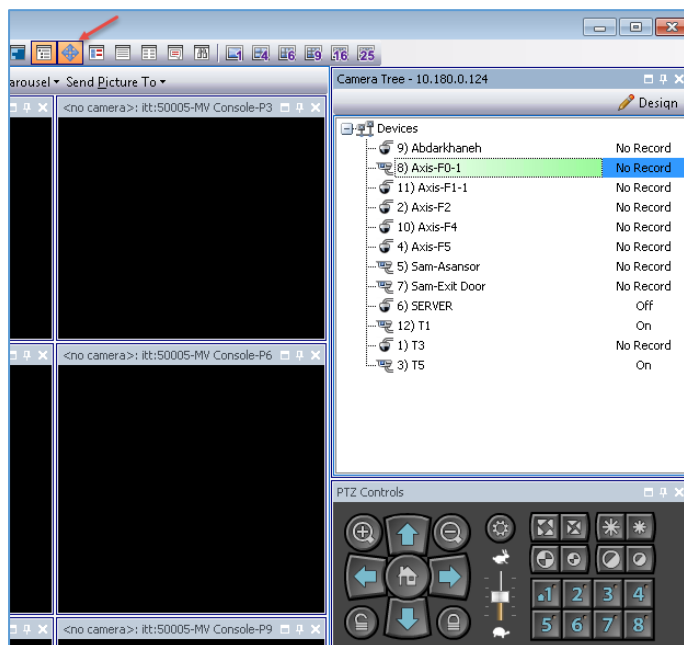 1 4 6 9 16 25
arousel Send Picture To
<no camera>: itt:50005-MV Console-P3
Camera Tree - 10.180.0.124
Design
Devices
9) Abdarkhaneh No Record
8) Axis-F0-1 No Record
11) Axis-F1-1 No Record
2) Axis-F2 No Record
10) Axis-F4 No Record
4) Axis-F5 No Record
5) Sam-Asansor No Record
7) Sam-Exit Door No Record
6) SERVER Off
12) T1 On
1) T3 No Record
3) T5 On
<no camera>: itt:50005-MV Console-P6
PTZ Controls
1 2 3 4
5 6 7 8
<no camera>: itt:50005-MV Console-P9